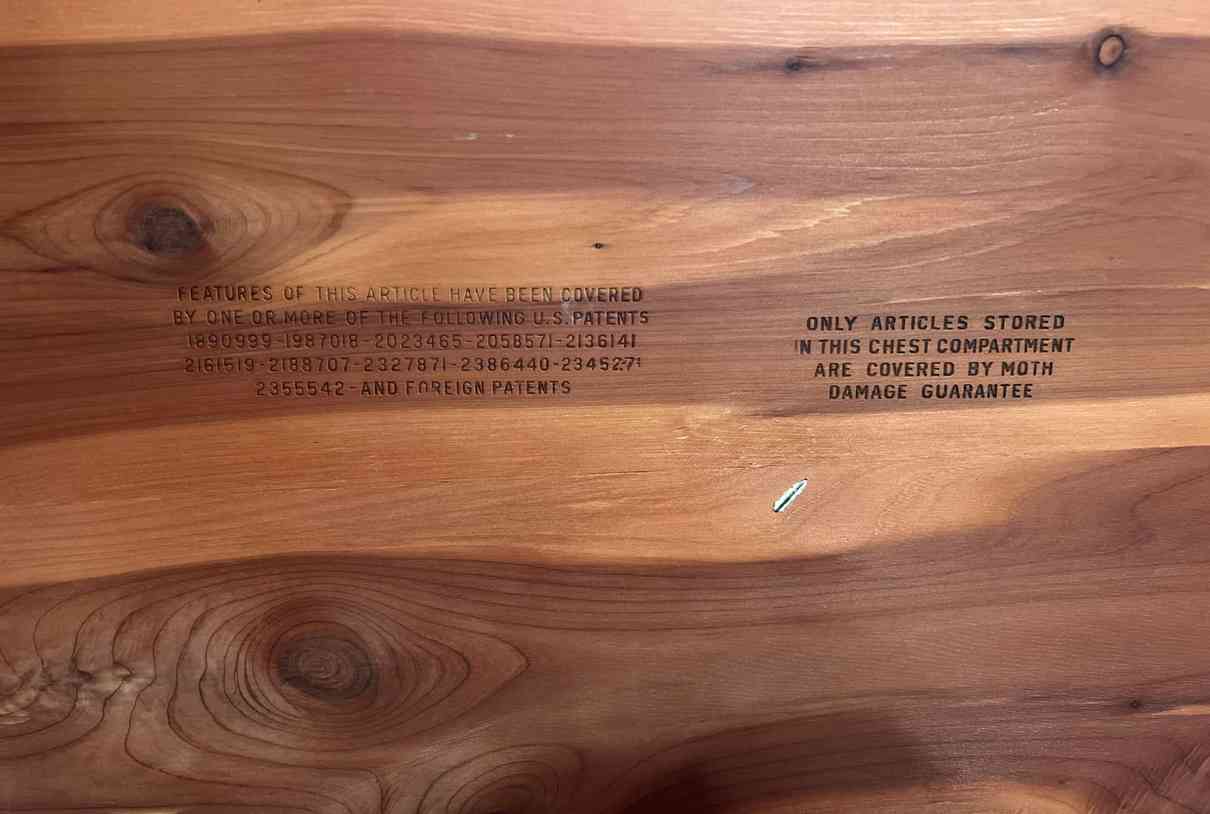 FEATURES OF THIS ARTICLE HAVE BEEN COVERED
BY ONE OR MORE OF THE FOLLOWING U.S. PATENTS
1890999-1987018-2023465-2058571-2136141
2161519-2188707-2327871-2386440-
2355542-AND FOREIGN PATENTS
ONLY ARTICLES STORED
IN THIS CHEST COMPARTMENT
ARE COVERED BY MOTH
DAMAGE GUARANTEE